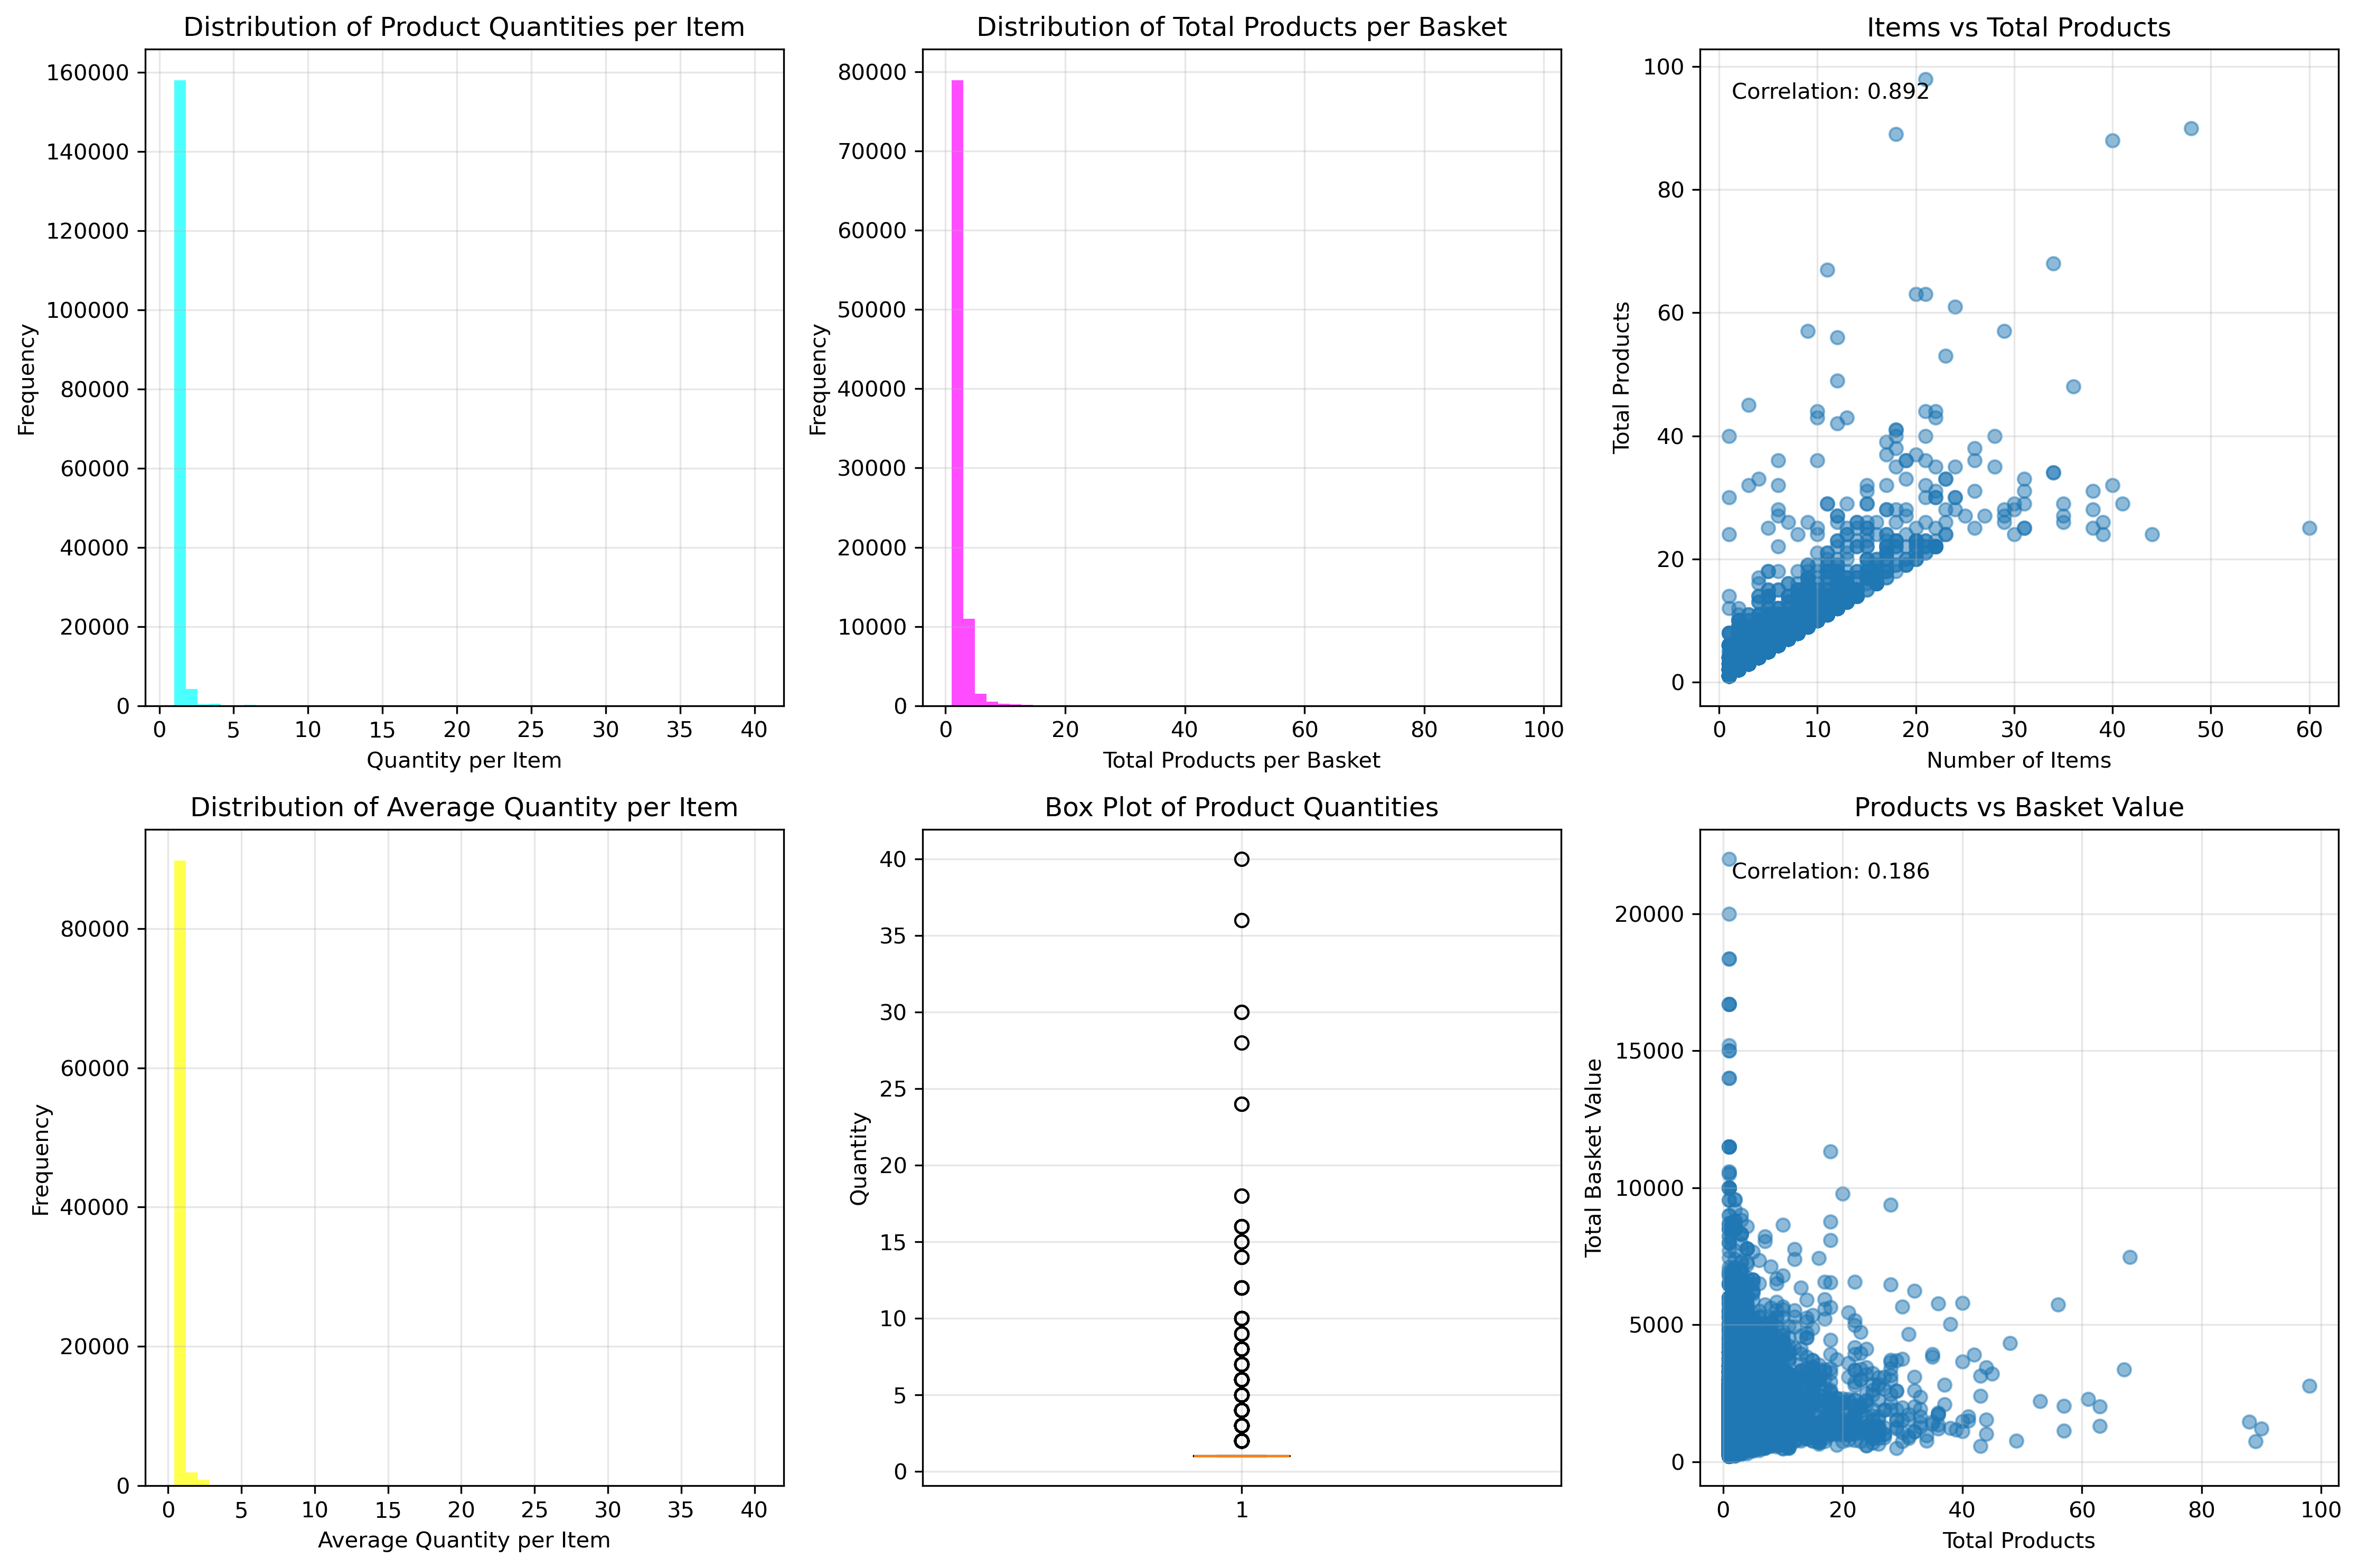 Distribution of Product Quantities per Item
160000
140000
120000
100000
80000
60000
40000
20000
0
Frequency
0 5 10 15 20 25 30 35 40
Quantity per Item
Distribution of Total Products per Basket
80000
70000
60000
50000
40000
30000
20000
10000
0
Frequency
0 20 40 60 80 100
Total Products per Basket
Items vs Total Products
Correlation: 0.892
100
80
60
40
20
0
Total Products
0 10 20 30 40 50 60
Number of Items
Distribution of Average Quantity per Item
80000
60000
40000
20000
0
Frequency
0 5 10 15 20 25 30 35 40
Average Quantity per Item
Box Plot of Product Quantities
40
35
30
25
20
15
10
5
0
Quantity
1
Products vs Basket Value
Correlation: 0.186
20000
15000
10000
5000
0
Total Basket Value
0 20 40 60 80 100
Total Products